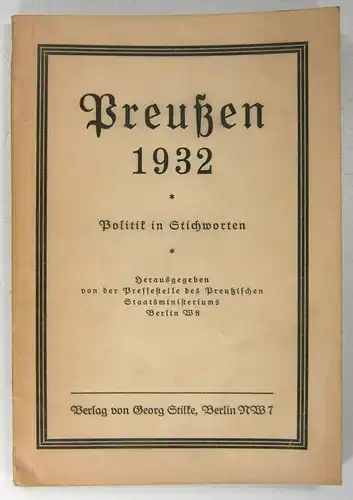 Preußen
1932
*
Politik in Stichworten
*
Herausgegeben
von der Pressestelle des Preußischen
Staatsministeriums
Berlin W8
Verlag von Georg Stilke, Berlin NW 7